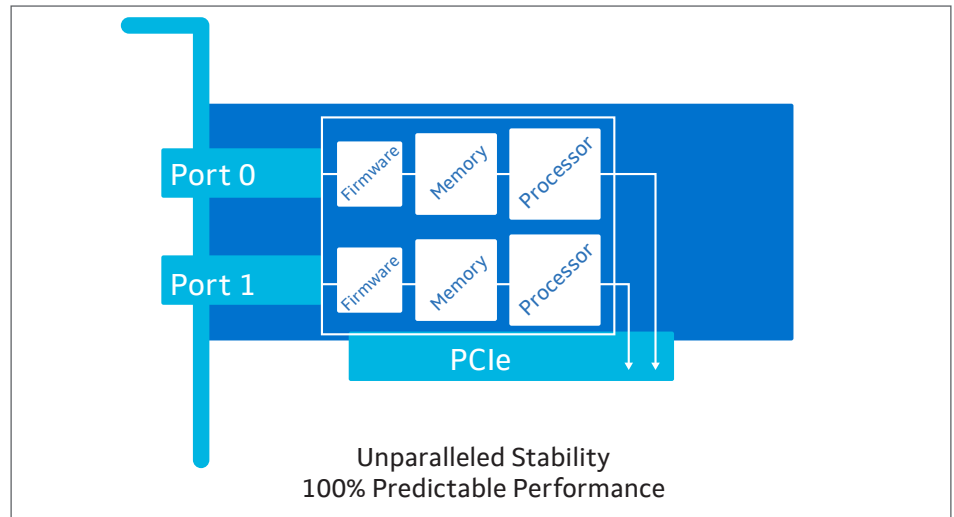 Port 0
Firmware
Memory
Processor
Port 1
Firmware
Memory
Processor
PCIe
Unparalleled Stability
100% Predictable Performance